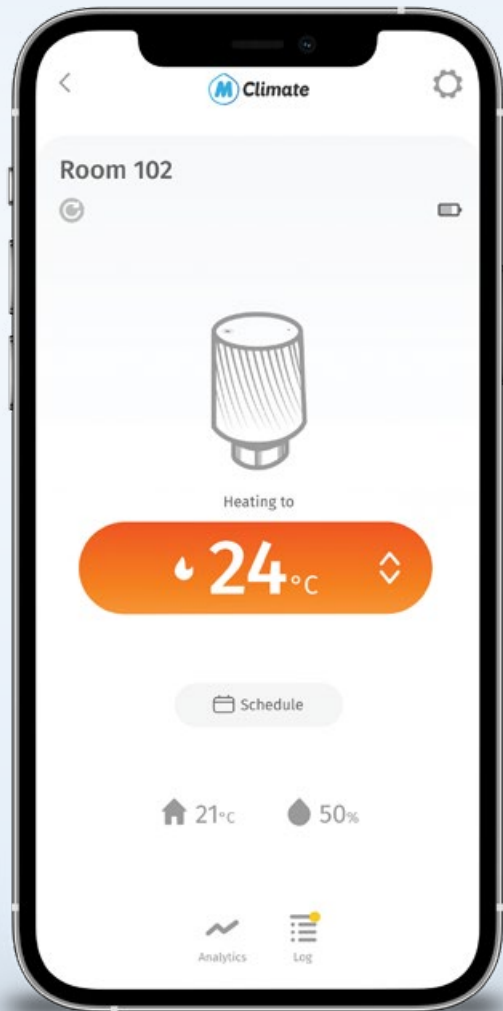 M Climate
Room 102
Heating to
24°C
Schedule
21°C 50%
Analytics Log